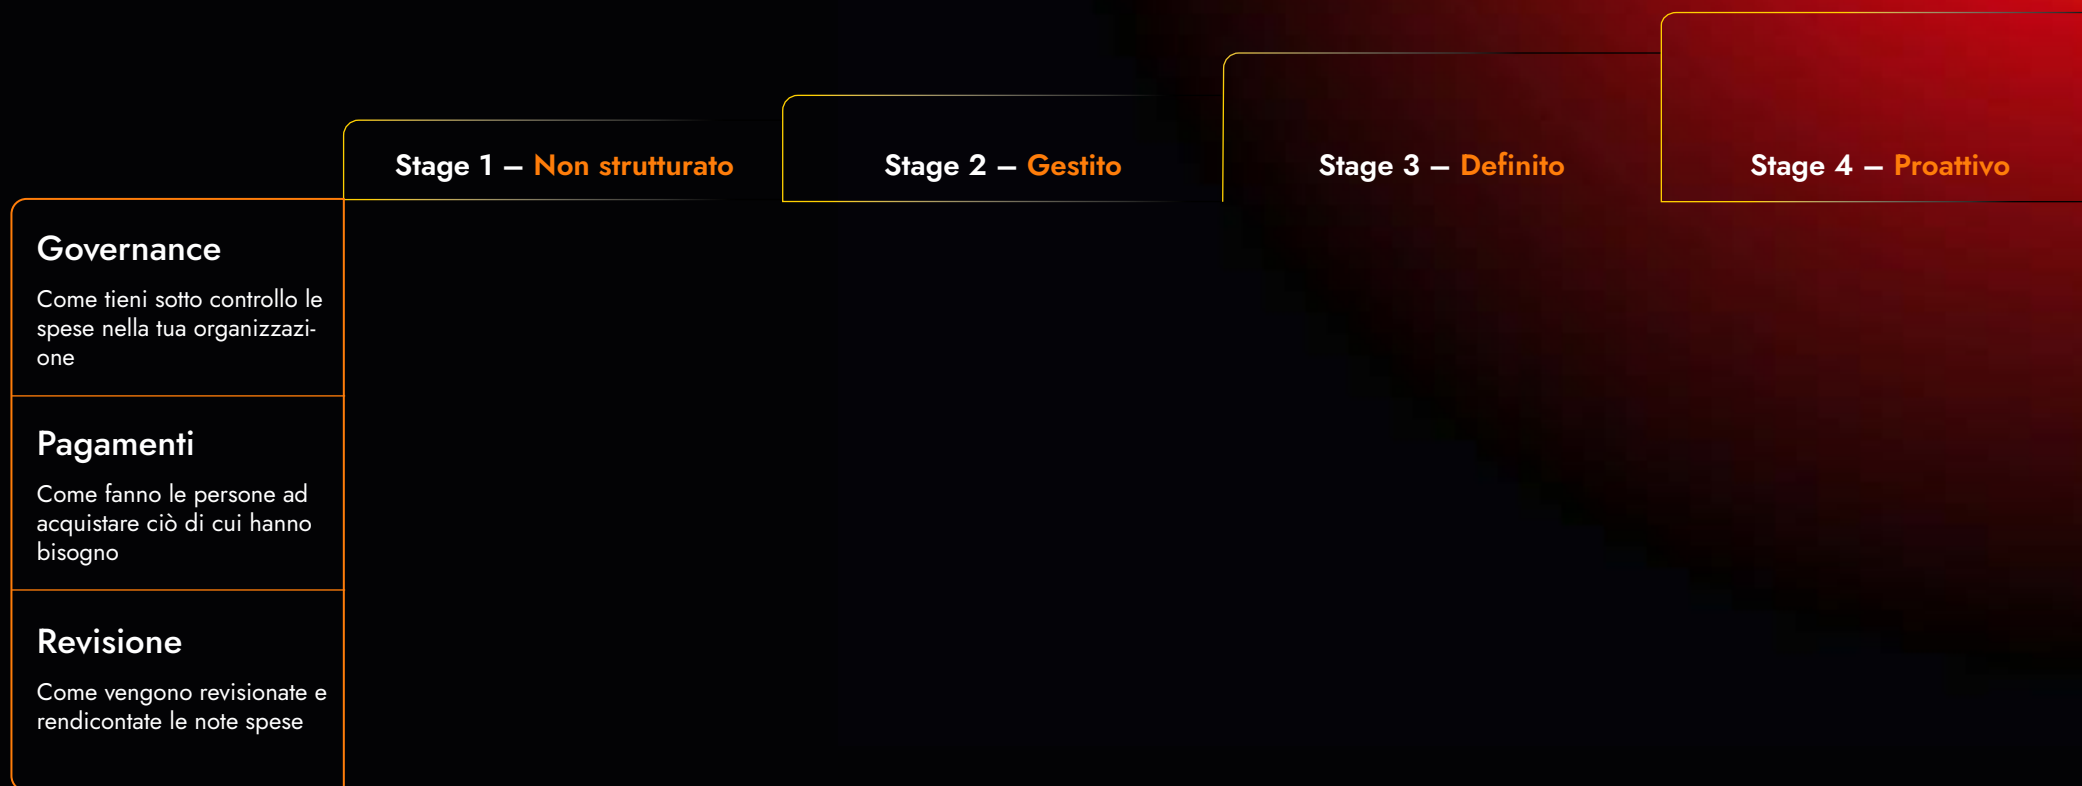 Stage 1 – Non strutturato
Stage 2 – Gestito
Stage 3 – Definito
Stage 4 – Proattivo
Governance
Come tieni sotto controllo le
spese nella tua organizzazi-
one
Pagamenti
Come fanno le persone ad
acquistare ciò di cui hanno
bisogno
Revisione
Come vengono revisionate e
rendicontate le note spese